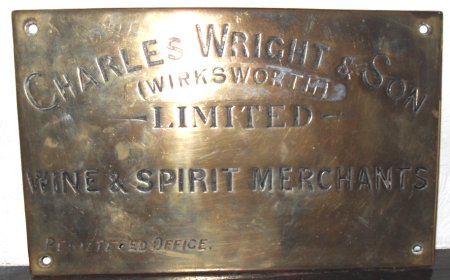 CHARLES WRIGHT & SON
(WIRKSWORTH)
LIMITED
WINE & SPIRIT MERCHANTS
REGISTERED OFFICE.